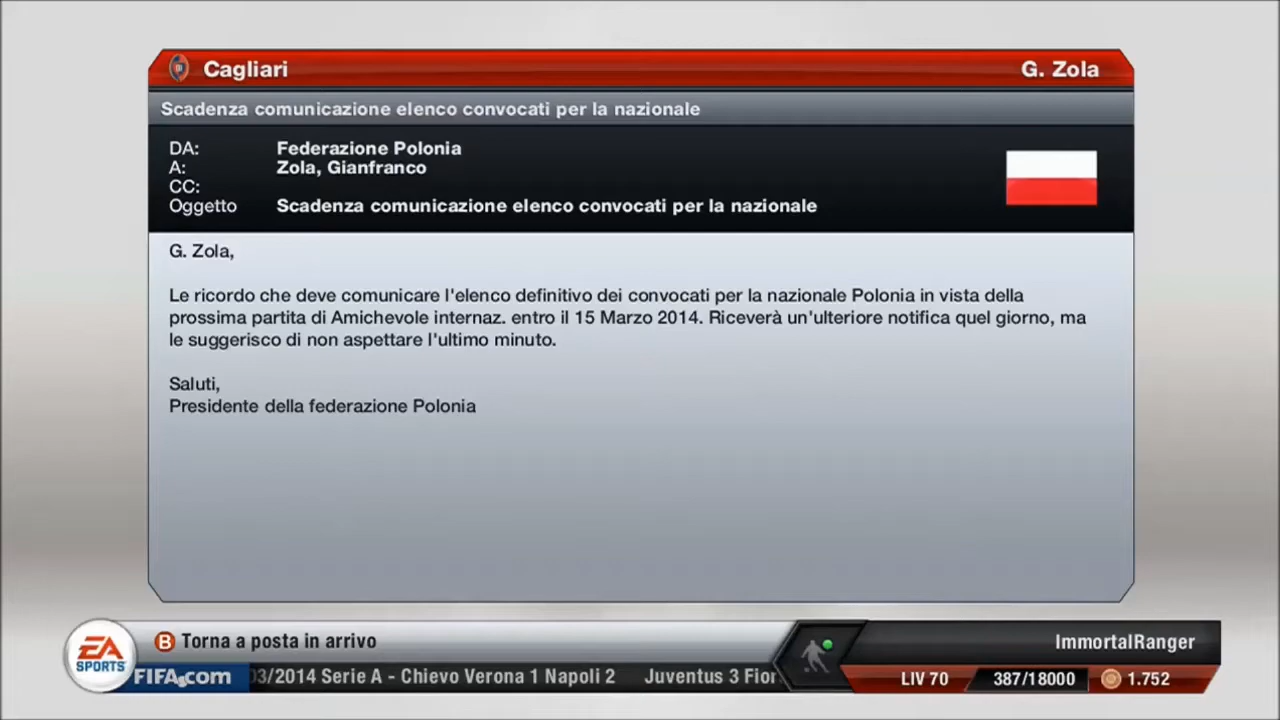 Cagliari G. Zola
Scadenza comunicazione elenco convocati per la nazionale
DA: Federazione Polonia
A: Zola, Gianfranco
CC:
Oggetto Scadenza comunicazione elenco convocati per la nazionale
G. Zola,
Le ricordo che deve comunicare l'elenco definitivo dei convocati per la nazionale Polonia in vista della
prossima partita di Amichevole internaz. entro il 15 Marzo 2014. Riceverà un'ulteriore notifica quel giorno, ma
le suggerisco di non aspettare l'ultimo minuto.
Saluti,
Presidente della federazione Polonia
B Torna a posta in arrivo
ImmortalRanger
EA SPORTS
FIFA.com 03/2014 Serie A - Chievo Verona 1 Napoli 2 Juventus 3 Fior
LIV 70 387/18000 1.752